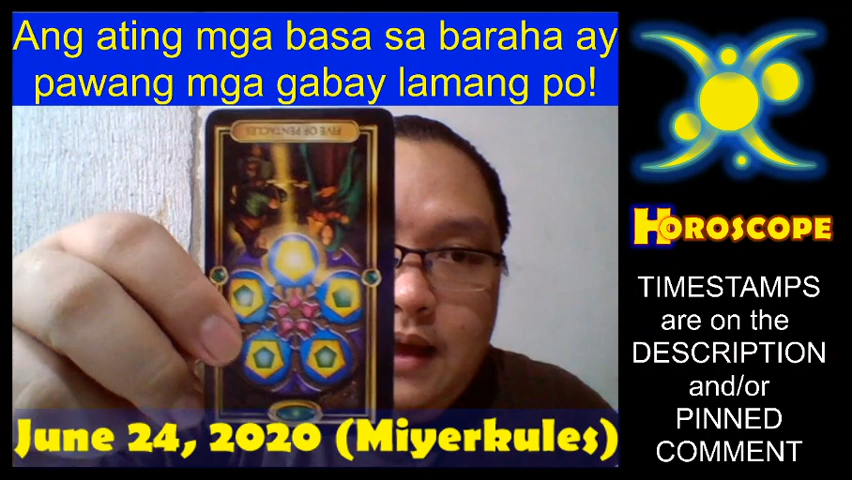 Ang ating mga basa sa baraha ay
pawang mga gabay lamang po!
FIVE OF PENTACLES
June 24, 2020 (Miyerkules)
HOROSCOPE
TIMESTAMPS
are on the
DESCRIPTION
and/or
PINNED
COMMENT